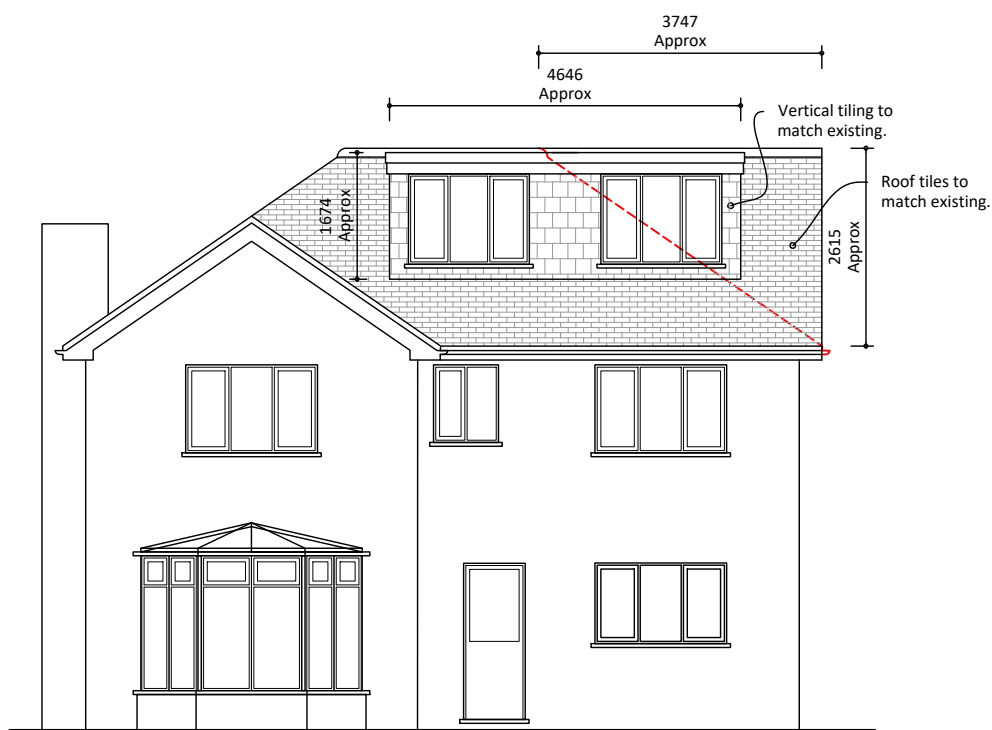 3747
Approx
4646
Approx
Vertical tiling to
match existing.
Roof tiles to
match existing.
1674
Approx
2615
Approx